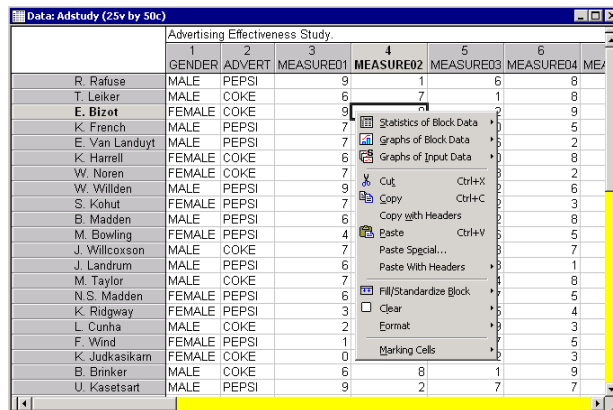 Data: Adstudy (25v by 50c)
Advertising Effectiveness Study.
1 2 3 4 5 6
GENDER ADVERT MEASURE01 MEASURE02 MEASURE03 MEASURE04 MEA
R. Rafuse MALE PEPSI 9 1 6 8
T. Leiker MALE COKE 6 7 1 8
E. Bizot FEMALE COKE 9 9
K. French MALE PEPSI 7 5
E. Van Landuyt MALE PEPSI 7 2
K. Harrell FEMALE COKE 6 8
W. Noren FEMALE COKE 7 2
W. Willden MALE PEPSI 9 6
S. Kohut FEMALE PEPSI 7 3
B. Madden MALE PEPSI 6 8
M. Bowling FEMALE PEPSI 4 5
J. Willcoxson MALE COKE 7 7
J. Landrum MALE PEPSI 6 1
M. Taylor MALE COKE 7 8
N.S. Madden FEMALE PEPSI 6 5
K. Ridgway FEMALE PEPSI 3 4
L. Cunha MALE COKE 2 3
F. Wind FEMALE PEPSI 1 5
K. Judkasikarn FEMALE COKE 0 3
B. Brinker MALE COKE 6 8 1 9
U. Kasetsart MALE PEPSI 9 2 7 7
Statistics of Block Data
Graphs of Block Data
Graphs of Input Data
Cut Ctrl+X
Copy Ctrl+C
Copy with Headers
Paste Ctrl+V
Paste Special...
Paste With Headers
Fill/Standardize Block
Clear
Format
Marking Cells